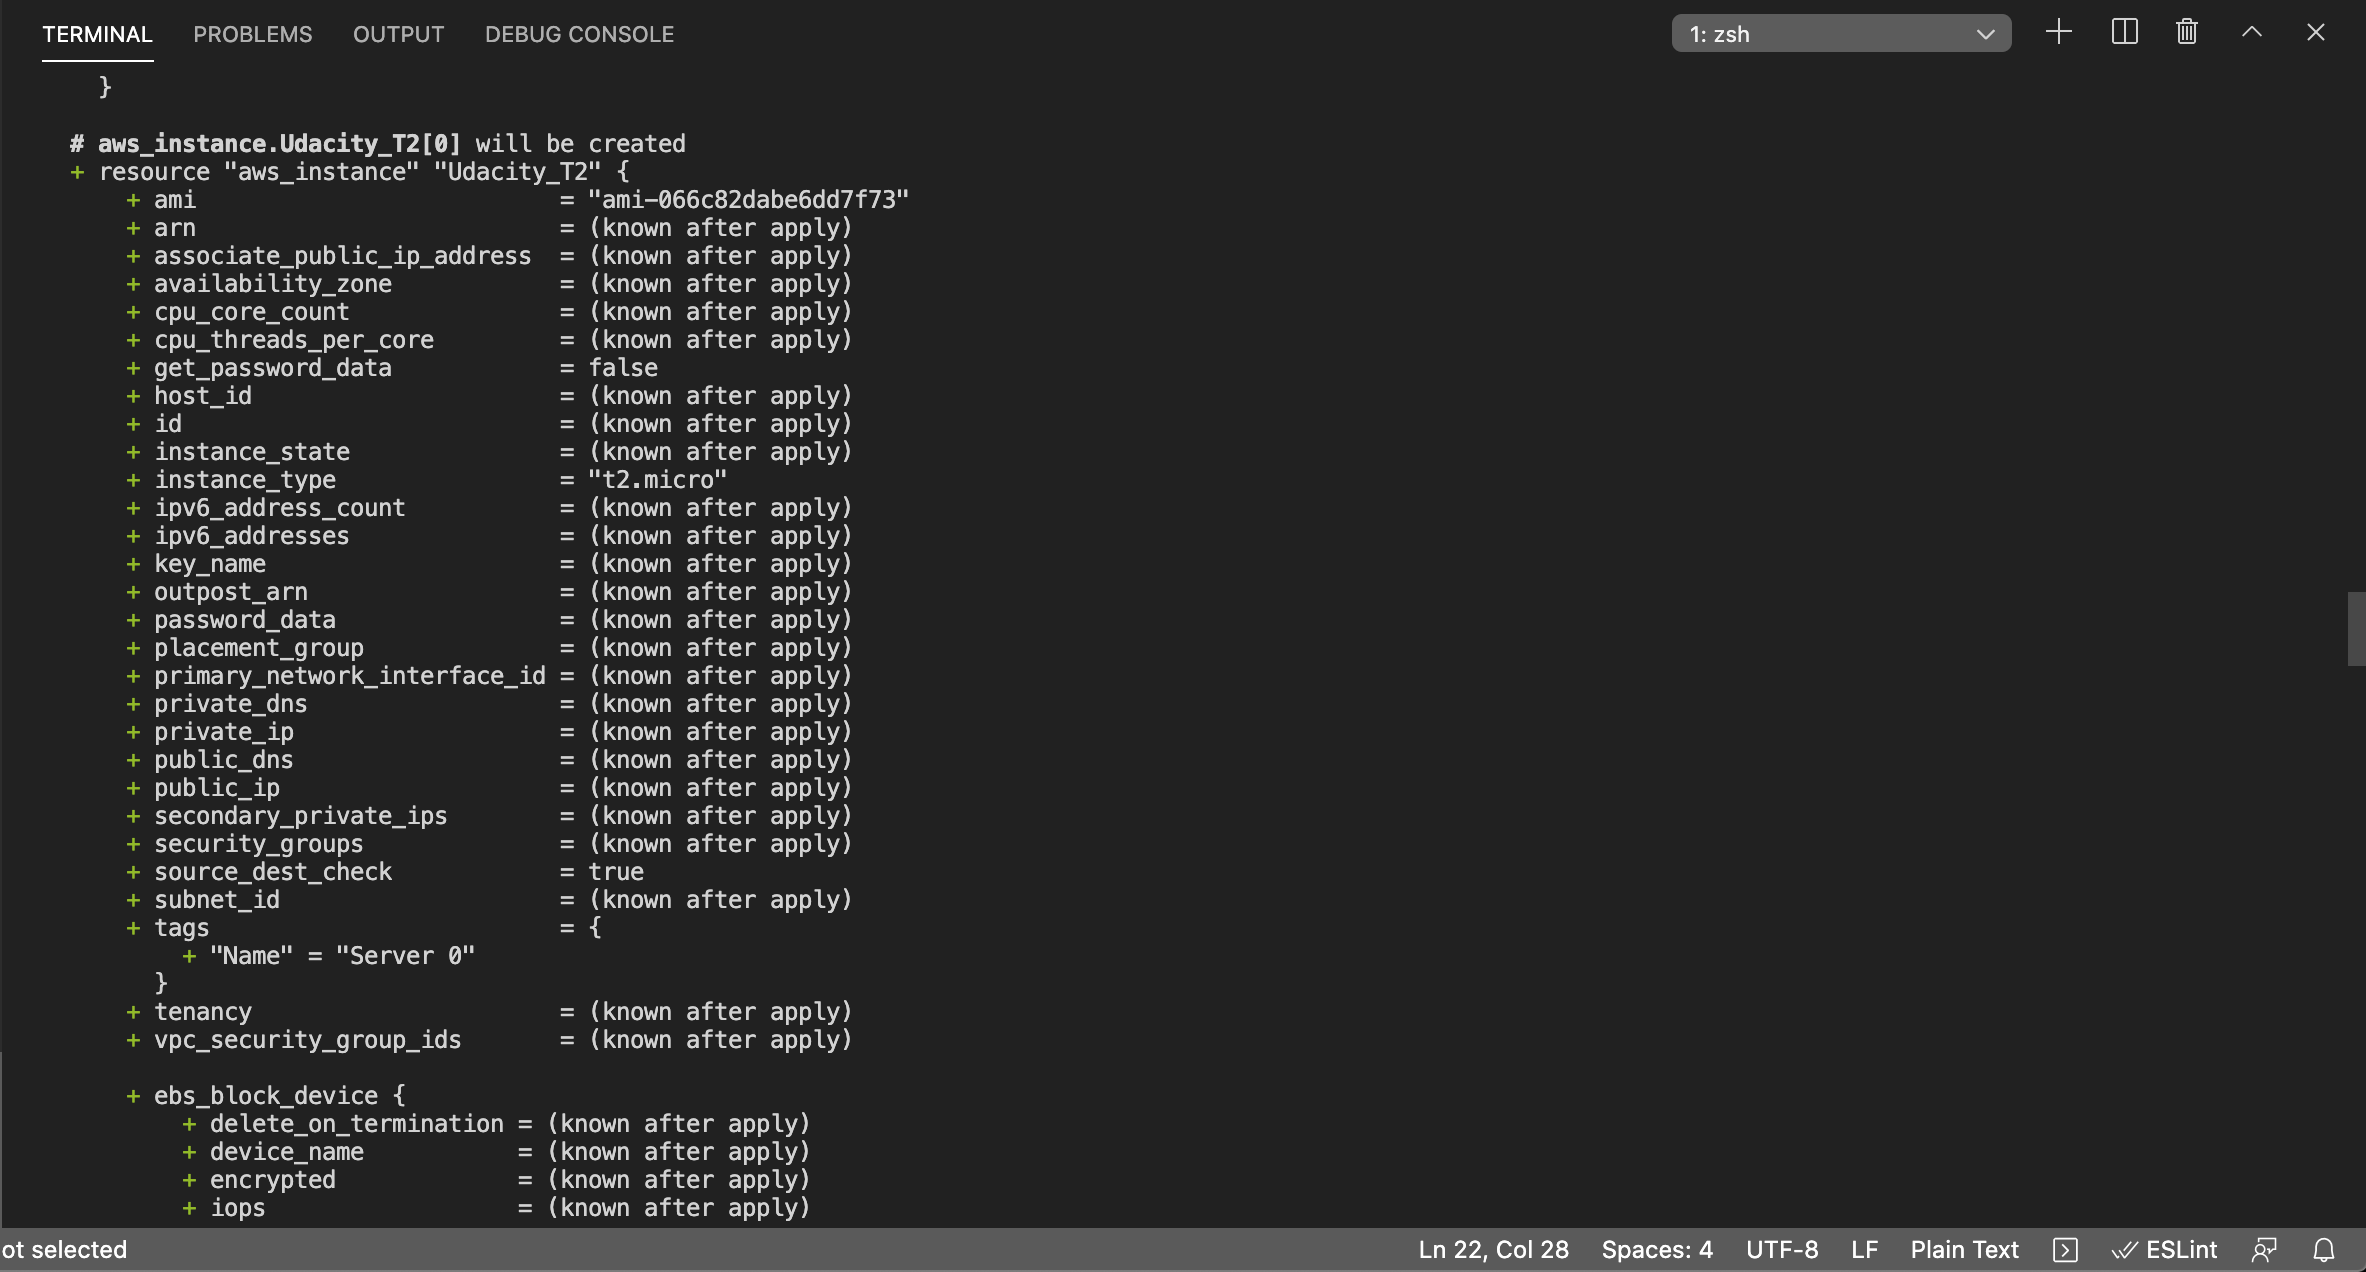 TERMINAL PROBLEMS OUTPUT DEBUG CONSOLE 1: zsh
}
# aws_instance.Udacity_T2[0] will be created
+ resource "aws_instance" "Udacity_T2" {
+ ami = "ami-066c82dabe6dd7f73"
+ arn = (known after apply)
+ associate_public_ip_address = (known after apply)
+ availability_zone = (known after apply)
+ cpu_core_count = (known after apply)
+ cpu_threads_per_core = (known after apply)
+ get_password_data = false
+ host_id = (known after apply)
+ id = (known after apply)
+ instance_state = (known after apply)
+ instance_type = "t2.micro"
+ ipv6_address_count = (known after apply)
+ ipv6_addresses = (known after apply)
+ key_name = (known after apply)
+ outpost_arn = (known after apply)
+ password_data = (known after apply)
+ placement_group = (known after apply)
+ primary_network_interface_id = (known after apply)
+ private_dns = (known after apply)
+ private_ip = (known after apply)
+ public_dns = (known after apply)
+ public_ip = (known after apply)
+ secondary_private_ips = (known after apply)
+ security_groups = (known after apply)
+ source_dest_check = true
+ subnet_id = (known after apply)
+ tags = {
+ "Name" = "Server 0"
}
+ tenancy = (known after apply)
+ vpc_security_group_ids = (known after apply)
+ ebs_block_device {
+ delete_on_termination = (known after apply)
+ device_name = (known after apply)
+ encrypted = (known after apply)
+ iops = (known after apply)
ot selected Ln 22, Col 28 Spaces: 4 UTF-8 LF Plain Text ESLint